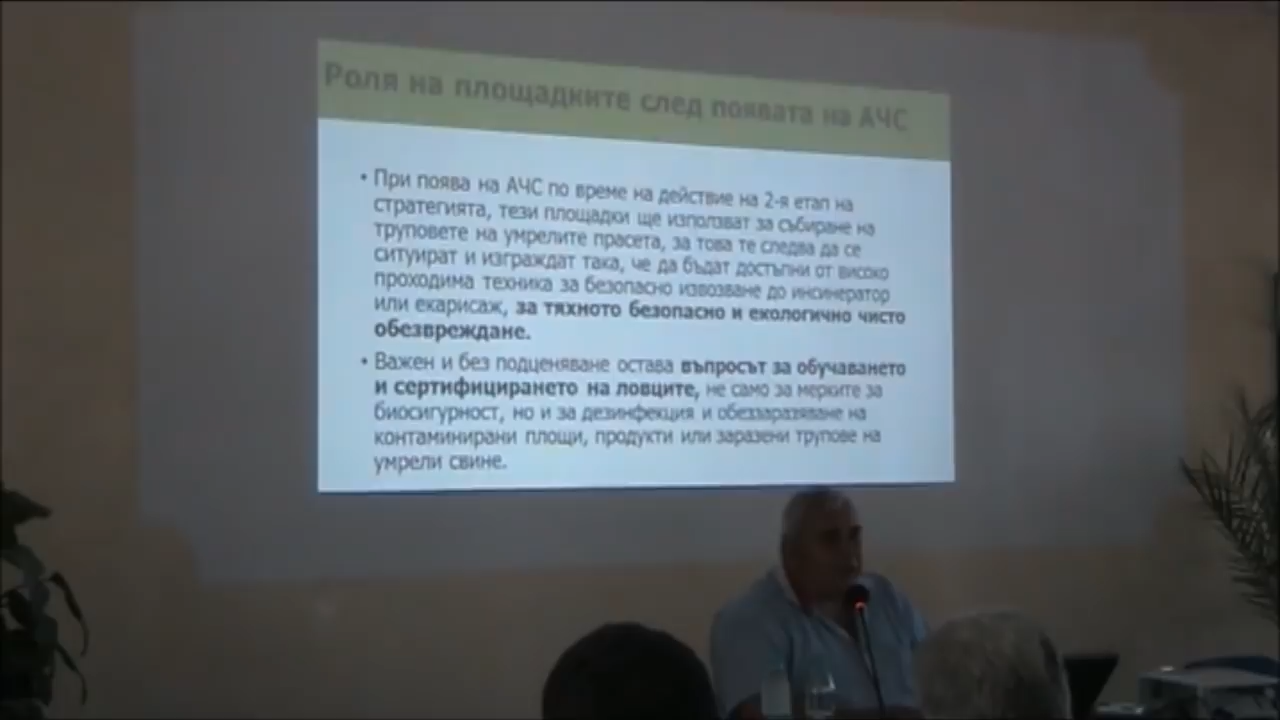 Роля на площадките след появата на АЧС
• При поява на АЧС по време на действие на 2-я етап на
стратегията, тези площадки ще използват за събиране на
труповете на умрелите прасета, за това те следва да се
ситуират и изграждат така, че да бъдат достъпни от високо
проходима техника за безопасно извозване до инсинератор
или екарисаж, за тяхното безопасно и екологично чисто
обезвреждане.
• Важен и без подценяване остава въпросът за обучаването
и сертифицирането на ловците, не само за мерките за
биосигурност, но и за дезинфекция и обеззаразяване на
контаминирани площи, продукти или заразени трупове на
умрели свине.